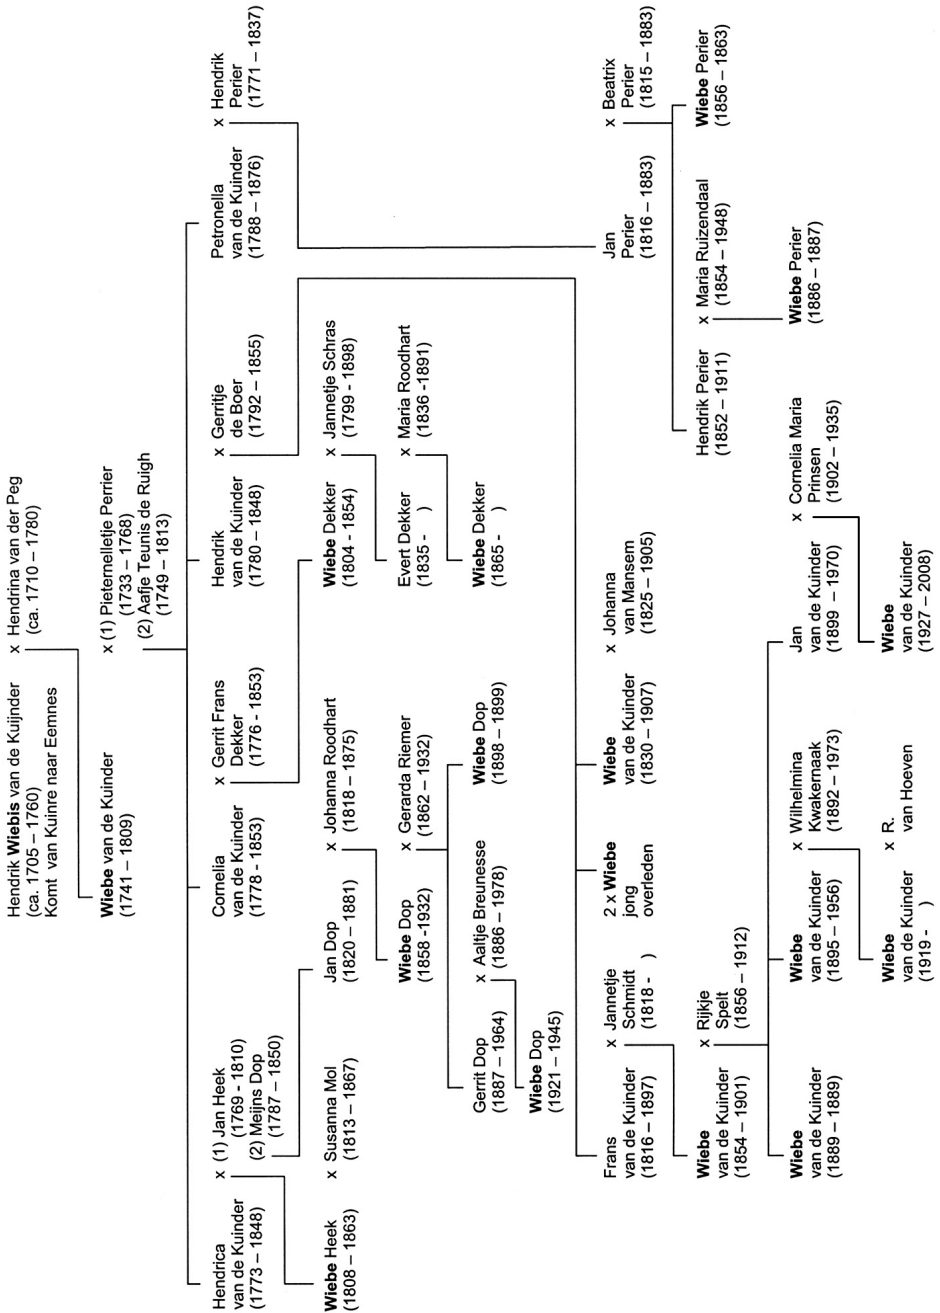 Hendrik Wiebis van de Kuijnder
(ca. 1705 – 1760)
Komt van Kuinre naar Eemnes
x Hendrina van der Peg
(ca. 1710 – 1780)
Wiebe van de Kuinder
(1741 – 1809)
x (1) Pieternelletje Perrier
(1733 – 1768)
(2) Aafje Teunis de Ruigh
(1749 – 1813)
Hendrica
van de Kuinder
(1773 – 1848)
x (1) Jan Heek
(1769 - 1810)
(2) Meijns Dop
(1787 – 1850)
Cornelia
van de Kuinder
(1778 - 1853)
x Gerrit Frans
Dekker
(1776 - 1853)
Hendrik
van de Kuinder
(1780 – 1848)
x Gerritje
de Boer
(1792 – 1855)
Petronella
van de Kuinder
(1788 – 1876)
x Hendrik
Perier
(1771 – 1837)
Wiebe Heek
(1808 – 1863)
x Susanna Mol
(1813 – 1867)
Jan Dop
(1820 – 1881)
x Johanna Roodhart
(1818 – 1875)
Wiebe Dekker
(1804 - 1854)
x Jannetje Schras
(1799 - 1898)
Wiebe Dop
(1858 -1932)
x Gerarda Riemer
(1862 – 1932)
Evert Dekker
(1835 - )
x Maria Roodhart
(1836 -1891)
Gerrit Dop
(1887 – 1964)
x Aaltje Breunesse
(1886 – 1978)
Wiebe Dop
(1898 – 1899)
Wiebe Dekker
(1865 - )
Wiebe Dop
(1921 - 1945)
Frans
van de Kuinder
(1816 – 1897)
x Jannetje
Schmidt
(1818 - )
2 x Wiebe
jong
overleden
Wiebe
van de Kuinder
(1830 – 1907)
x Johanna
van Mansem
(1825 – 1905)
Jan
Perier
(1816 – 1883)
x Beatrix
Perier
(1815 – 1883)
Wiebe
van de Kuinder
(1854 – 1901)
x Rijkje
Spelt
(1856 – 1912)
Hendrik Perier
(1852 – 1911)
x Maria Ruizendaal
(1854 – 1948)
Wiebe Perier
(1856 – 1863)
Wiebe
van de Kuinder
(1889 – 1889)
Wiebe
van de Kuinder
(1895 – 1956)
x Wilhelmina
Kwakernaak
(1892 – 1973)
Jan
van de Kuinder
(1899 – 1970)
x Cornelia Maria
Prinsen
(1902 – 1935)
Wiebe Perier
(1886 – 1887)
Wiebe
van de Kuinder
(1919 - )
x R.
van Hoeven
Wiebe
van de Kuinder
(1927 – 2008)